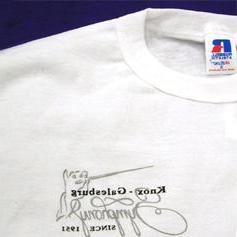 Knox - Galesburg
Symphony
SINCE 1951